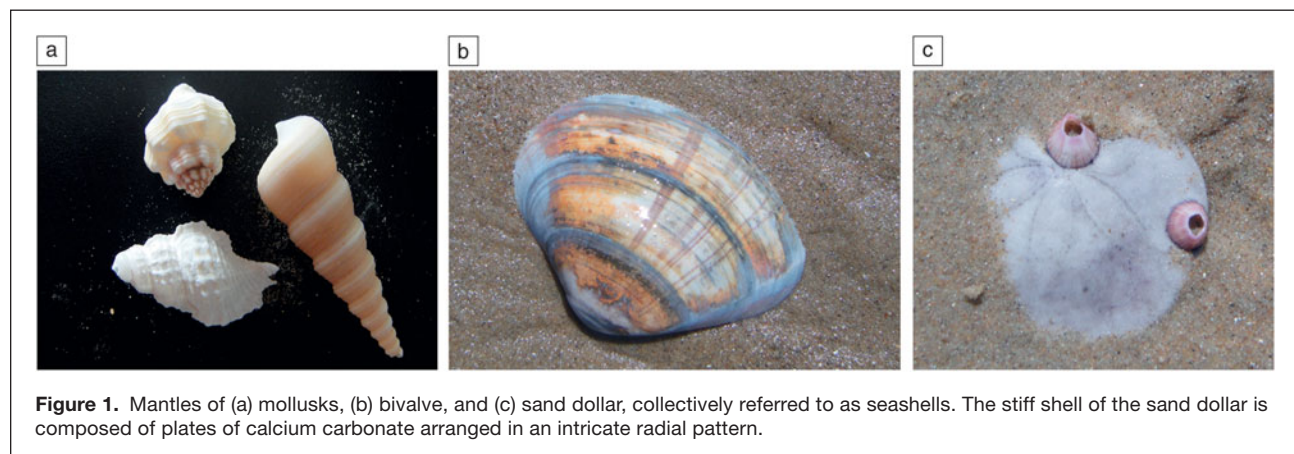 a
b
c
Figure 1. Mantles of (a) mollusks, (b) bivalve, and (c) sand dollar, collectively referred to as seashells. The stiff shell of the sand dollar is
composed of plates of calcium carbonate arranged in an intricate radial pattern.